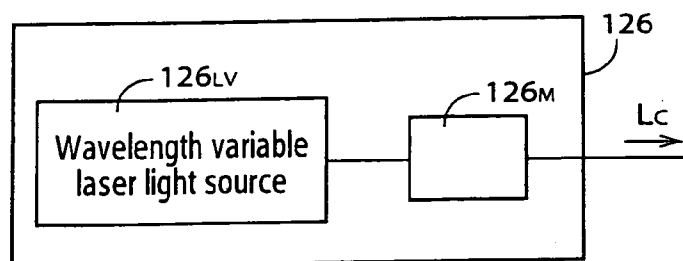 126
126LV
126M
Lc
Wavelength variable
laser light source